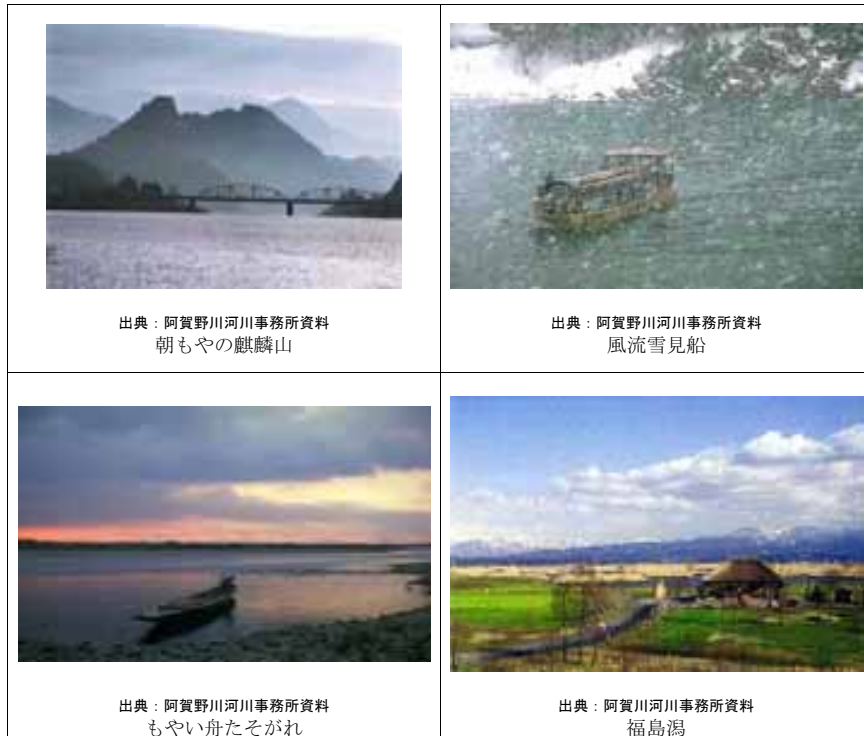 出典：阿賀野川河川事務所資料
朝もやの麒麟山
出典：阿賀野川河川事務所資料
風流雪見船
出典：阿賀野川河川事務所資料
もやい舟たそがれ
出典：阿賀川河川事務所資料
福島潟